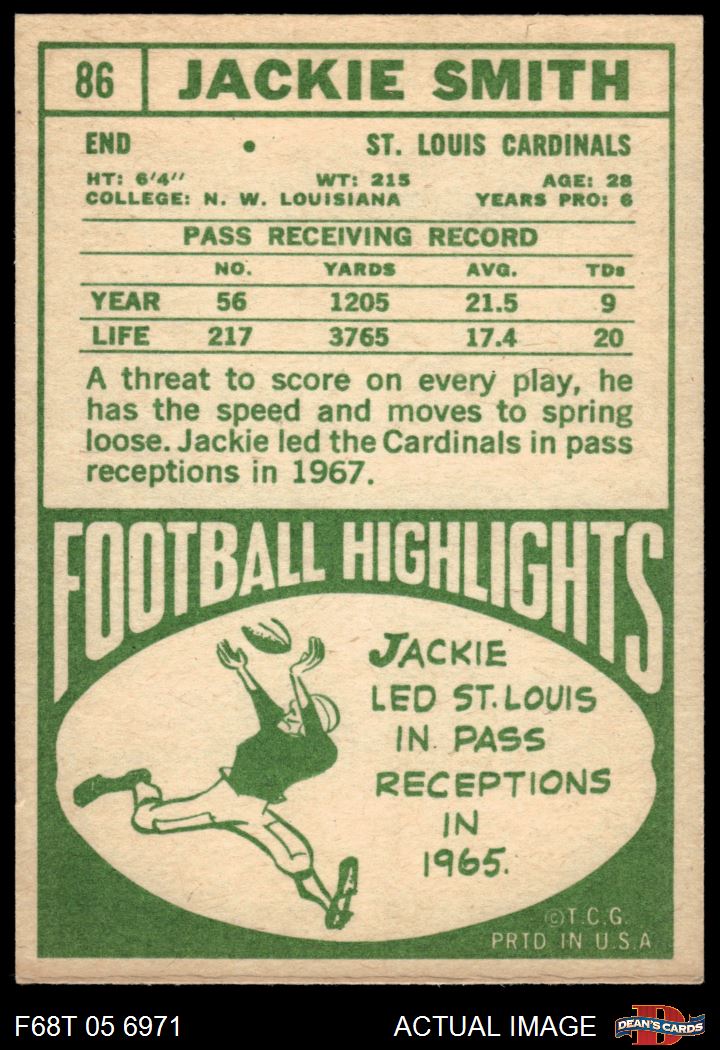 86 JACKIE SMITH
END • ST. LOUIS CARDINALS
HT: 6'4" WT: 215 AGE: 28
COLLEGE: N. W. LOUISIANA YEARS PRO: 6
PASS RECEIVING RECORD
NO. YARDS AVG. TDs
YEAR 56 1205 21.5 9
LIFE 217 3765 17.4 20
A threat to score on every play, he
has the speed and moves to spring
loose. Jackie led the Cardinals in pass
receptions in 1967.
FOOTBALL HIGHLIGHTS
JACKIE
LED ST. LOUIS
IN PASS
RECEPTIONS
IN
1965.
©T.C.G.
PRTD IN U.S.A
F68T 05 6971 ACTUAL IMAGE D DEAN'S CARDS